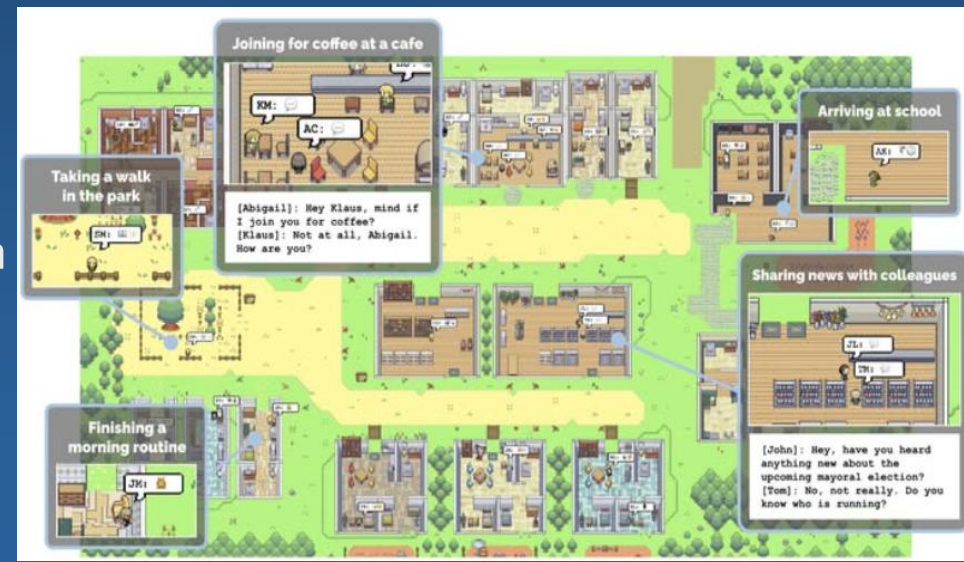 Joining for coffee at a cafe
KM:
AC:
[Abigail]: Hey Klaus, mind if
I join you for coffee?
[Klaus]: Not at all, Abigail.
How are you?
Arriving at school
AK:
Taking a walk
in the park
SM:
n
Sharing news with colleagues
JL:
TM:
[John]: Hey, have you heard
anything new about the
upcoming mayoral election?
[Tom]: No, not really. Do you
know who is running?
Finishing a
morning routine
JM: